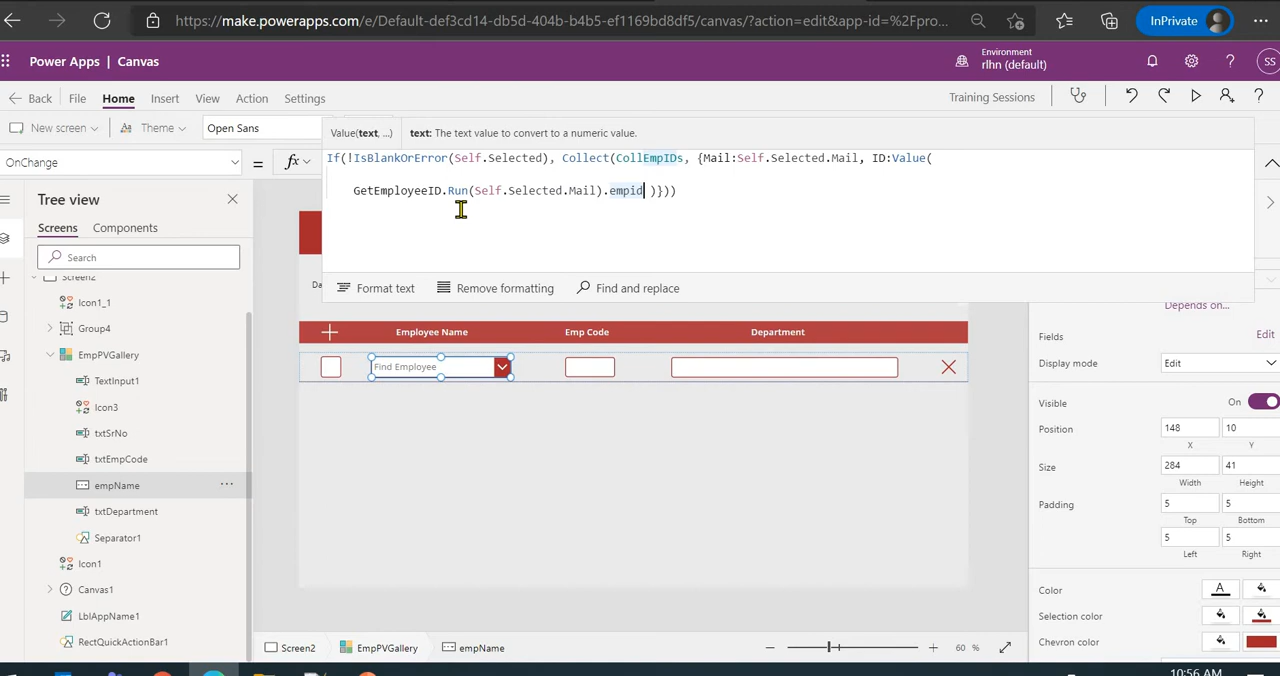 https://make.powerapps.com/e/Default-def3cd14-db5d-404b-b4b5-ef1169bd8df5/canvas/?action=edit&app-id=%2Fpro...
InPrivate
Power Apps | Canvas
Environment
rlhn (default)
SS
Back File Home Insert View Action Settings
Training Sessions
New screen Theme Open Sans
Value(text, ...) text: The text value to convert to a numeric value.
OnChange = fx
If(!IsBlankOrError(Self.Selected), Collect(CollEmpIDs, {Mail:Self.Selected.Mail, ID:Value(
GetEmployeeID.Run(Self.Selected.Mail).empid )}))
Format text Remove formatting Find and replace
Tree view
Screens Components
Search
Screen2
Icon1_1
Group4
EmpPVGallery
TextInput1
Icon3
txtSrNo
txtEmpCode
empName
txtDepartment
Separator1
Icon1
Canvas1
LblAppName1
RectQuickActionBar1
Da
Employee Name Emp Code Department
Find Employee
Depends on...
Fields Edit
Display mode Edit
Visible On
Position 148 10
X Y
Size 284 41
Width Height
Padding 5 5
Top Bottom
5 5
Left Right
Color
Selection color
Chevron color
Screen2 EmpPVGallery empName
60 %
10:56 AM